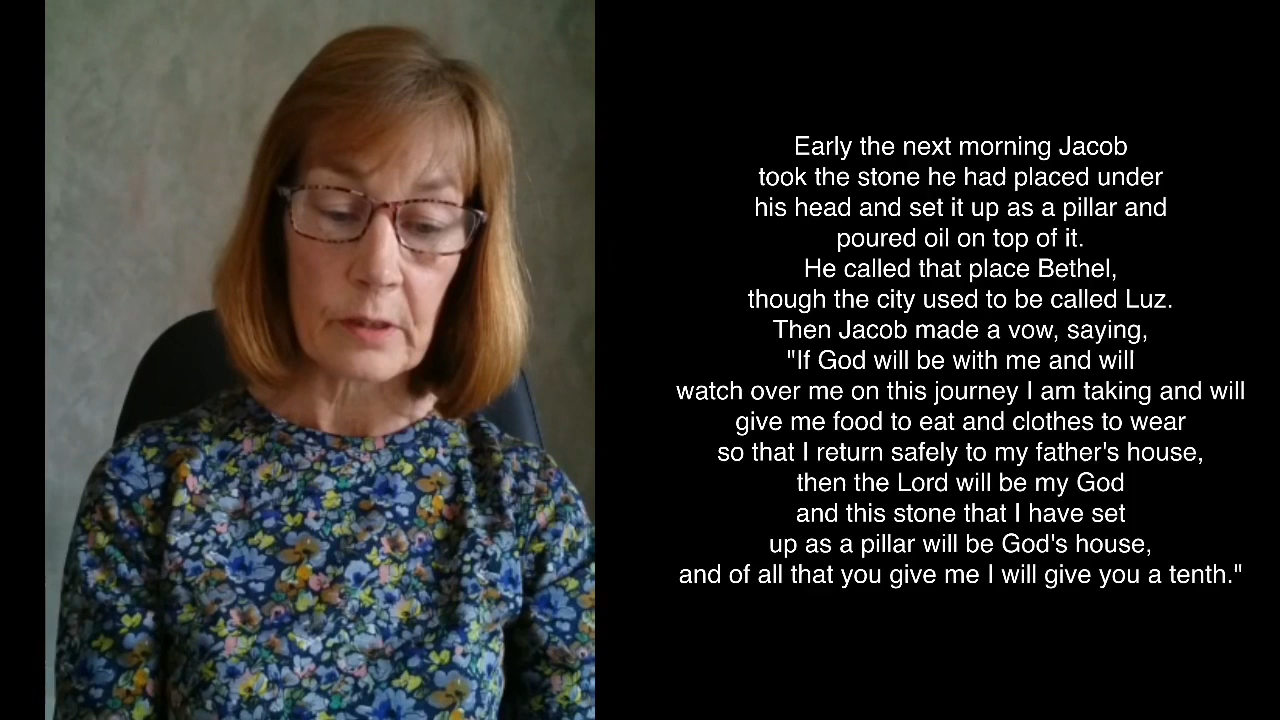 Early the next morning Jacob
took the stone he had placed under
his head and set it up as a pillar and
poured oil on top of it.
He called that place Bethel,
though the city used to be called Luz.
Then Jacob made a vow, saying,
"If God will be with me and will
watch over me on this journey I am taking and will
give me food to eat and clothes to wear
so that I return safely to my father's house,
then the Lord will be my God
and this stone that I have set
up as a pillar will be God's house,
and of all that you give me I will give you a tenth."